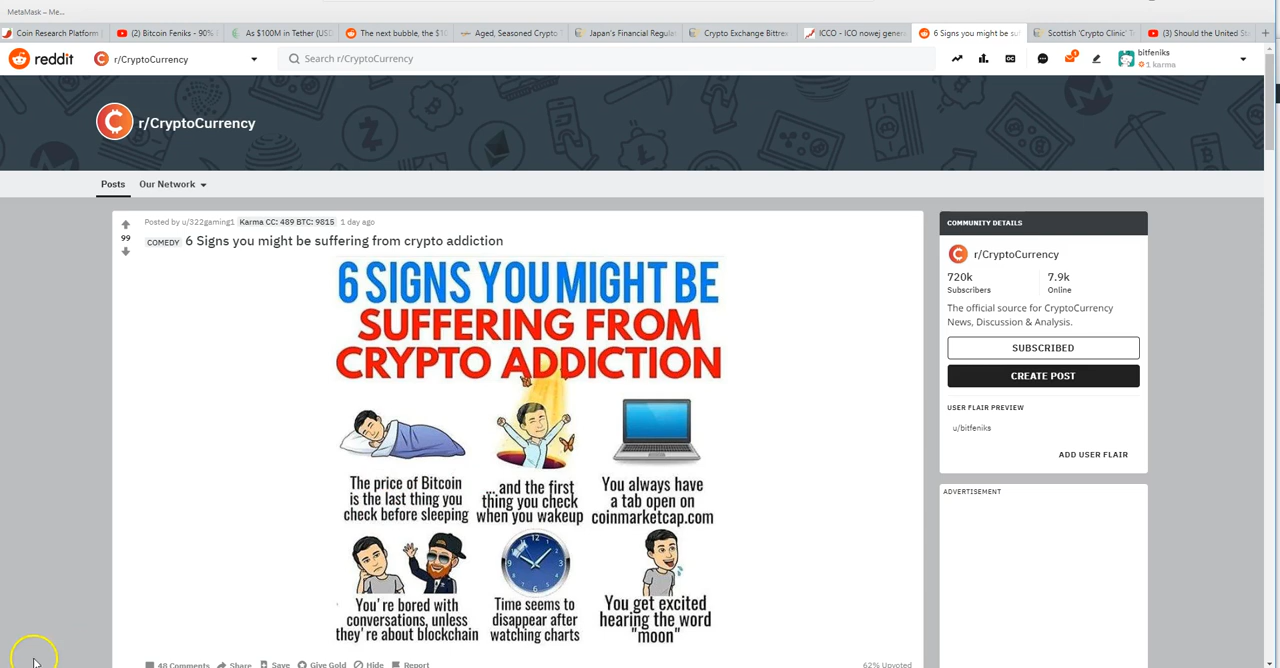 MetaMask – Me...
Coin Research Platform
(2) Bitcoin Feniks - 90%
As $100M in Tether (USD
The next bubble, the $10
Aged, Seasoned Crypto T
Japan's Financial Regula
Crypto Exchange Bittrex
ICCO - ICO nowej gener
6 Signs you might be su
Scottish 'Crypto Clinic' T
(3) Should the United St
reddit
r/CryptoCurrency
Search r/CryptoCurrency
bitfeniks
1 karma
r/CryptoCurrency
Posts
Our Network
Posted by u/322gaming1 Karma CC: 489 BTC: 9815 1 day ago
99
COMEDY 6 Signs you might be suffering from crypto addiction
6 SIGNS YOU MIGHT BE
SUFFERING FROM
CRYPTO ADDICTION
The price of Bitcoin
is the last thing you
check before sleeping
...and the first
thing you check
when you wakeup
You always have
a tab open on
coinmarketcap.com
You're bored with
conversations, unless
they're about blockchain
Time seems to
disappear after
watching charts
You get excited
hearing the word
"moon"
48 Comments Share Save Give Gold Hide Report
62% Upvoted
COMMUNITY DETAILS
r/CryptoCurrency
720k
Subscribers
7.9k
Online
The official source for CryptoCurrency
News, Discussion & Analysis.
SUBSCRIBED
CREATE POST
USER FLAIR PREVIEW
u/bitfeniks
ADD USER FLAIR
ADVERTISEMENT